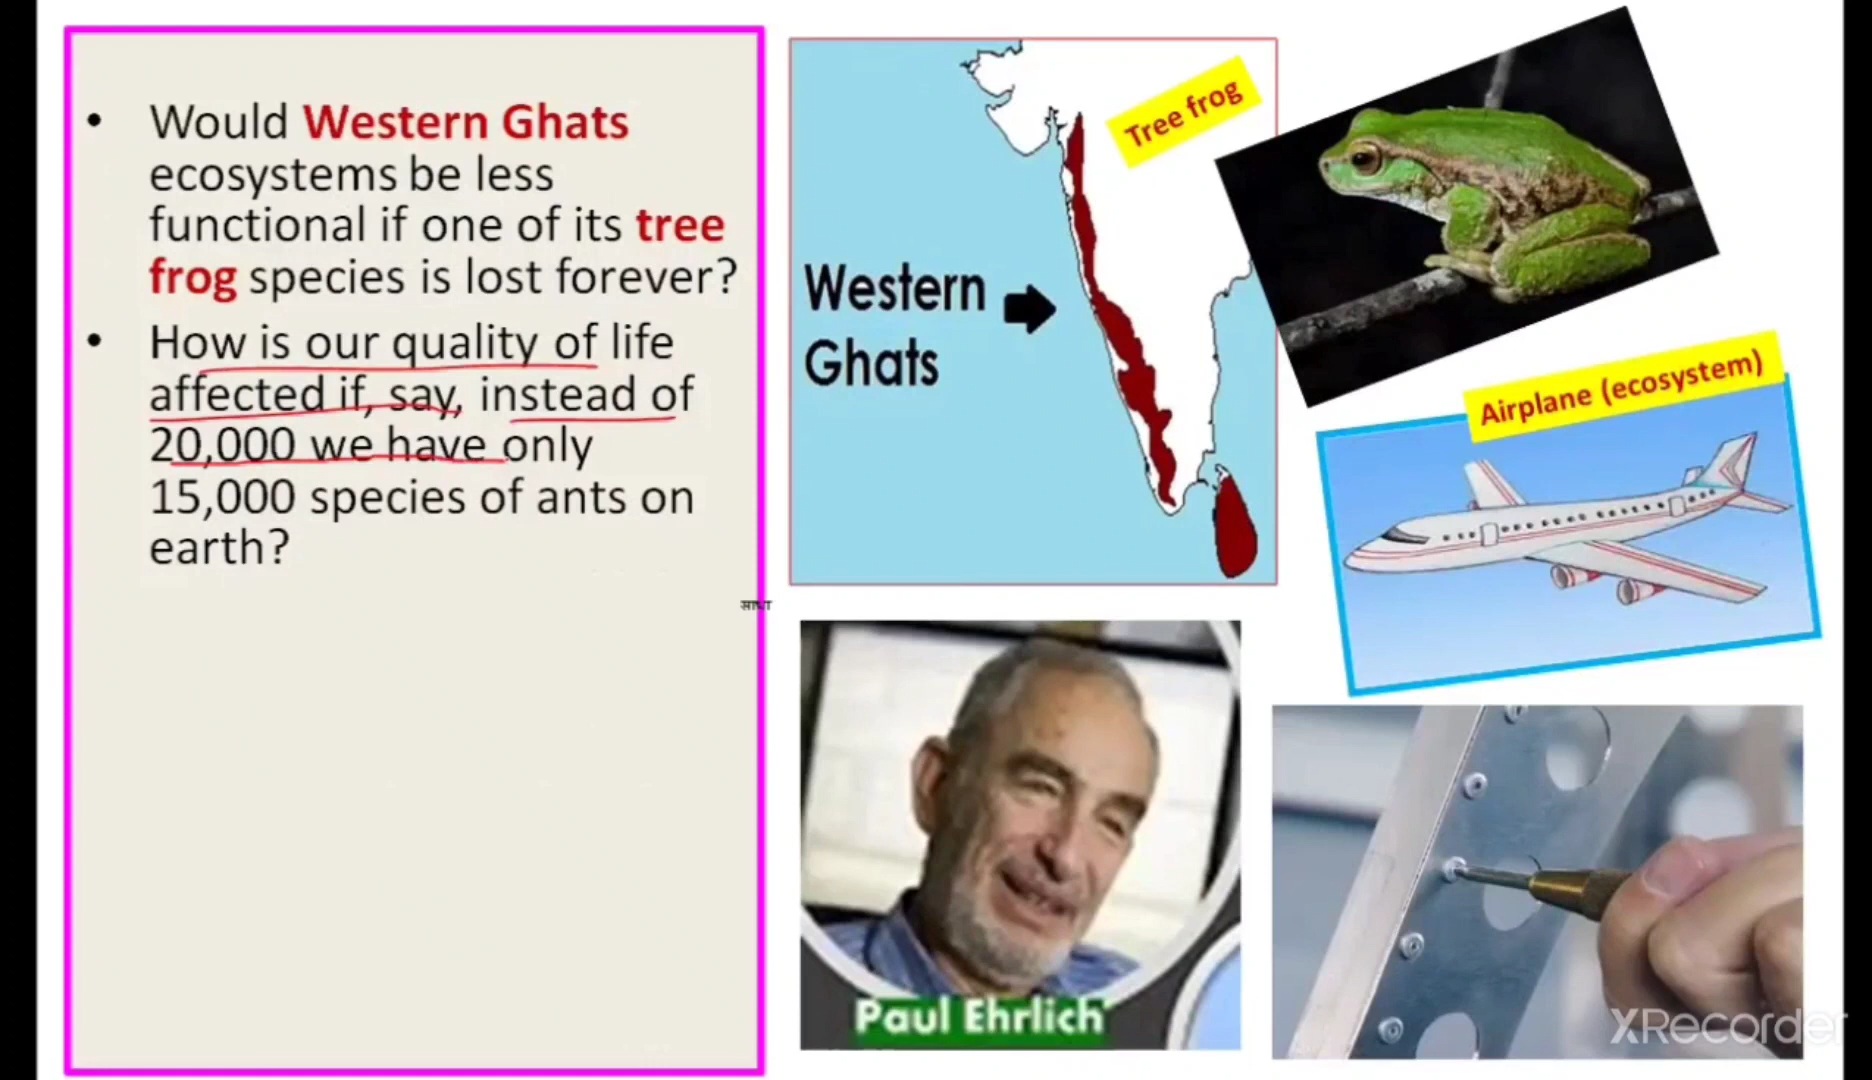 • Would Western Ghats
ecosystems be less
functional if one of its tree
frog species is lost forever?
• How is our quality of life
affected if, say, instead of
20,000 we have only
15,000 species of ants on
earth?
Tree frog
Western
Ghats
Airplane (ecosystem)
Paul Ehrlich
XRecorder